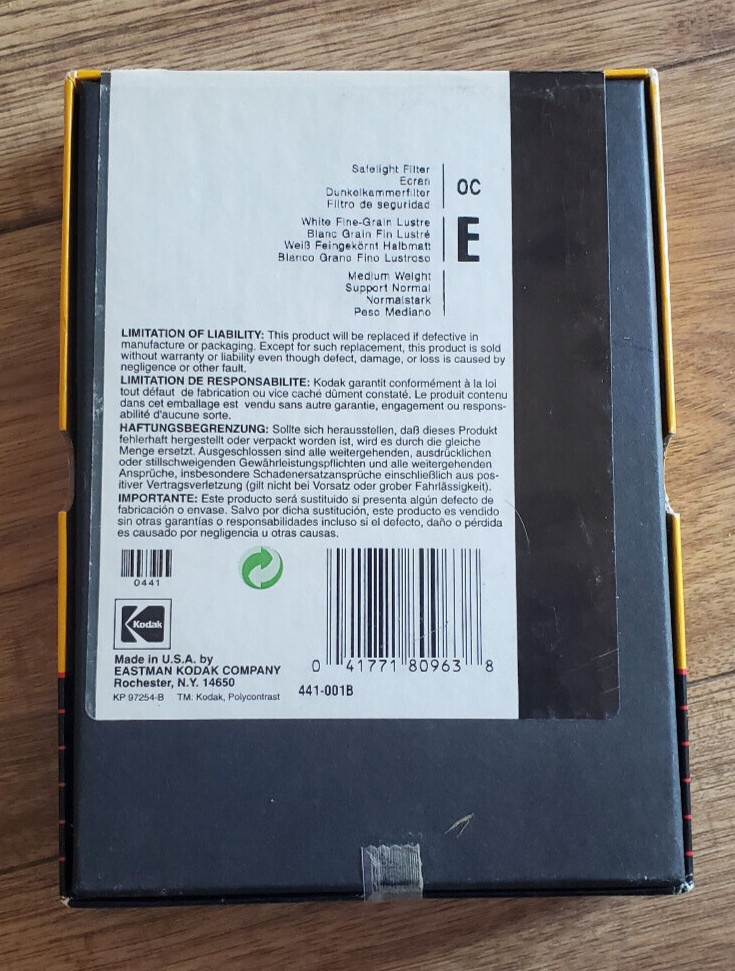 Safelight Filter
Ecran
Dunkelkammerfilter
Filtro de seguridad
OC
White Fine-Grain Lustre
Blanc Grain Fin Lustré
Weiß Feingekörnt Halbmatt
Blanco Grano Fino Lustroso
E
Medium Weight
Support Normal
Normalstark
Peso Mediano
LIMITATION OF LIABILITY: This product will be replaced if defective in
manufacture or packaging. Except for such replacement, this product is sold
without warranty or liability even though defect, damage, or loss is caused by
negligence or other fault.
LIMITATION DE RESPONSABILITE: Kodak garantit conformément à la loi
tout défaut de fabrication ou vice caché dûment constaté. Le produit contenu
dans cet emballage est vendu sans autre garantie, engagement ou respons-
abilité d'aucune sorte.
HAFTUNGSBEGRENZUNG: Sollte sich herausstellen, daß dieses Produkt
fehlerhaft hergestellt oder verpackt worden ist, wird es durch die gleiche
Menge ersetzt. Ausgeschlossen sind alle weitergehenden, ausdrücklichen
oder stillschweigenden Gewährleistungspflichten und alle weitergehenden
Ansprüche, insbesondere Schadenersatzansprüche einschließlich aus pos-
itiver Vertragsverletzung (gilt nicht bei Vorsatz oder grober Fahrlässigkeit).
IMPORTANTE: Este producto será sustituido si presenta algún defecto de
fabricación o envase. Salvo por dicha sustitución, este producto es vendido
sin otras garantías o responsabilidades incluso si el defecto, daño o pérdida
es causado por negligencia u otras causas.
0441
Kodak
Made in U.S.A. by
EASTMAN KODAK COMPANY
Rochester, N.Y. 14650
KP 97254-B TM: Kodak, Polycontrast
0 41771 80963 8
441-001B